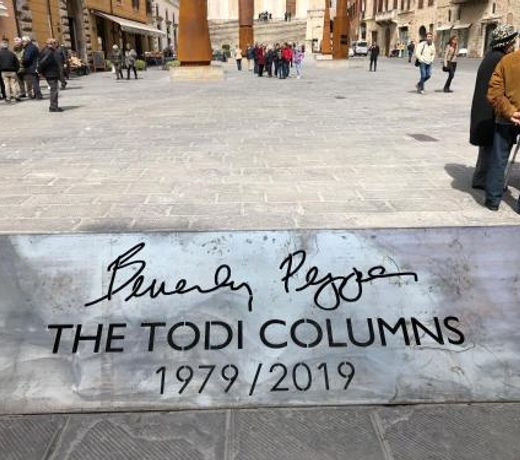 Beverly Pepper
THE TODI COLUMNS
1979/2019